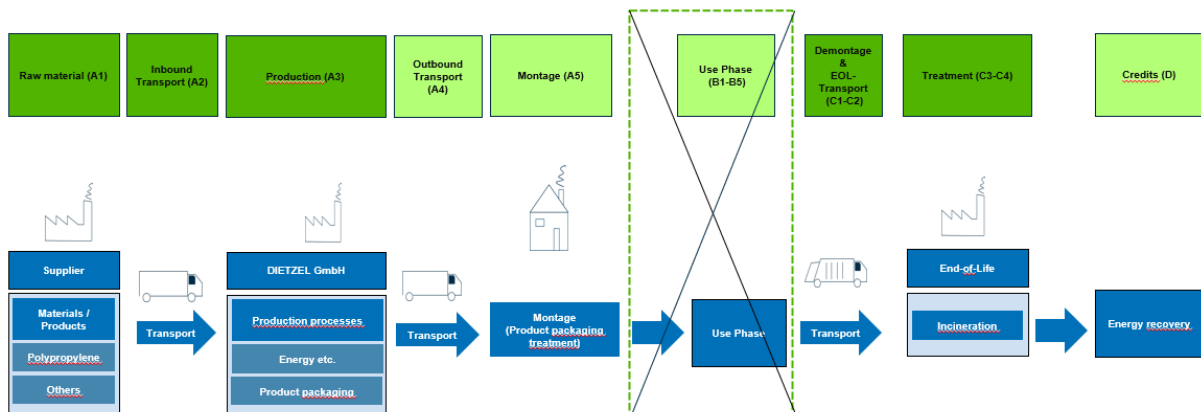 Raw material (A1)
Inbound
Transport (A2)
Production (A3)
Outbound
Transport
(A4)
Montage (A5)
Use Phase
(B1-B5)
Demontage
&
EOL-
Transport
(C1-C2)
Treatment (C3-C4)
Credits (D)
Supplier
Materials /
Products
Polypropylene
Others
Transport
DIETZEL GmbH
Production processes
Energy etc.
Product packaging
Transport
Montage
(Product packaging
treatment)
Use Phase
Transport
End-of-Life
Incineration
Energy recovery